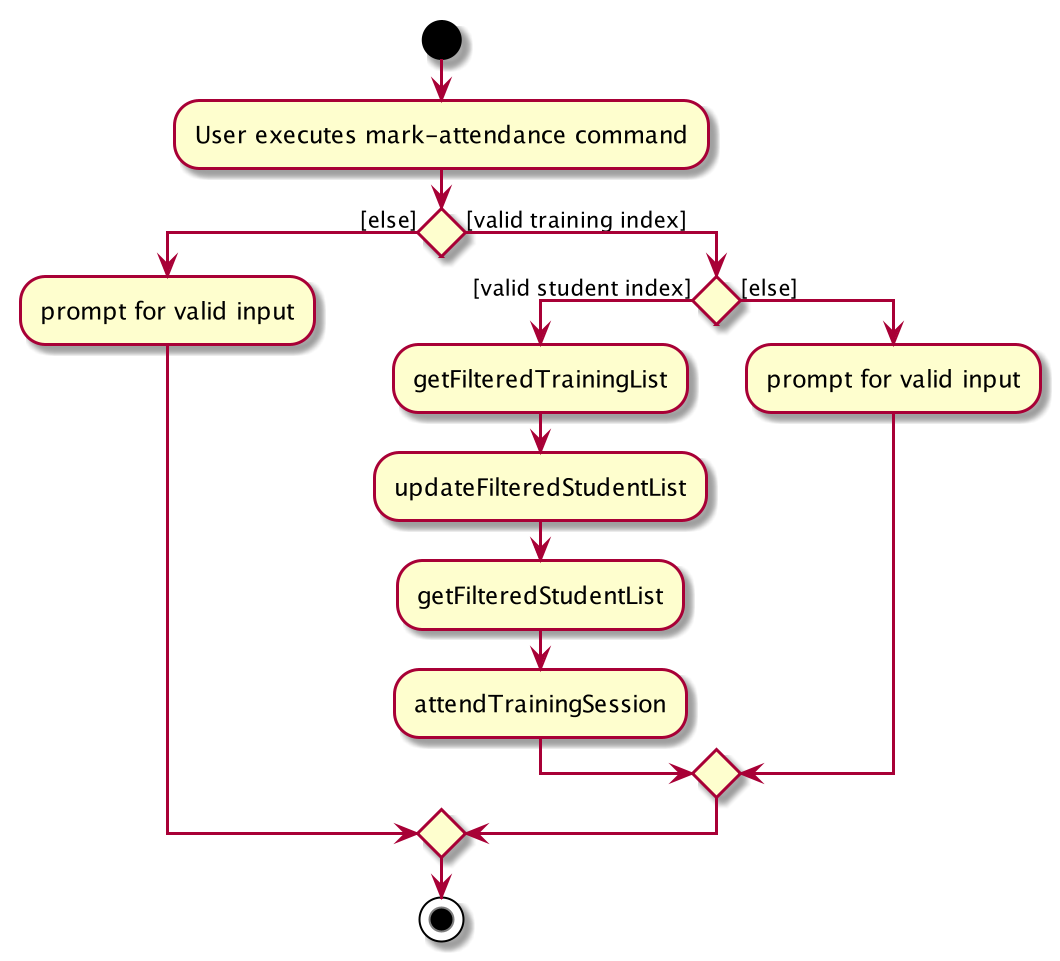 User executes mark-attendance command
[else]
[valid training index]
[valid student index]
[else]
prompt for valid input
getFilteredTrainingList
prompt for valid input
updateFilteredStudentList
getFilteredStudentList
attendTrainingSession